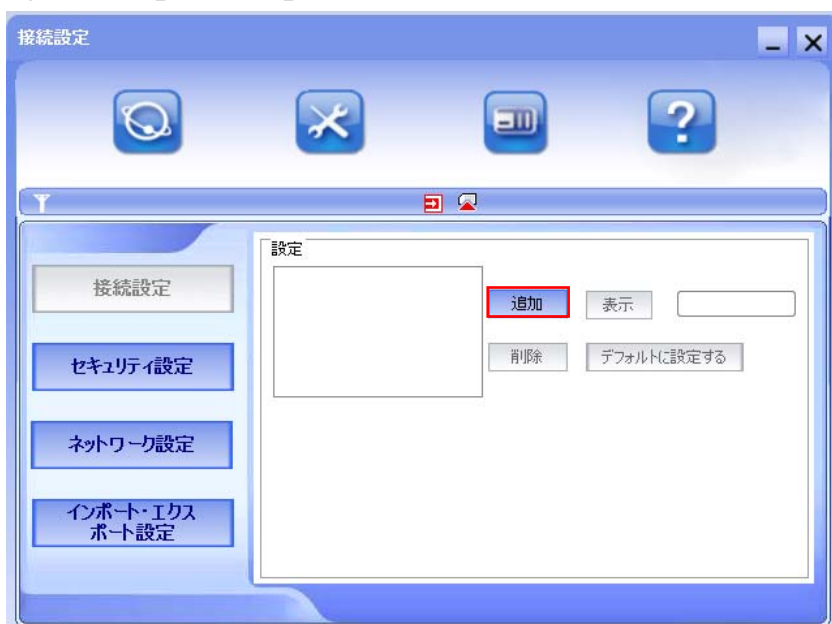 接続設定
設定
接続設定
追加
表示
削除
デフォルトに設定する
セキュリティ設定
ネットワーク設定
インポート・エクス
ポート設定